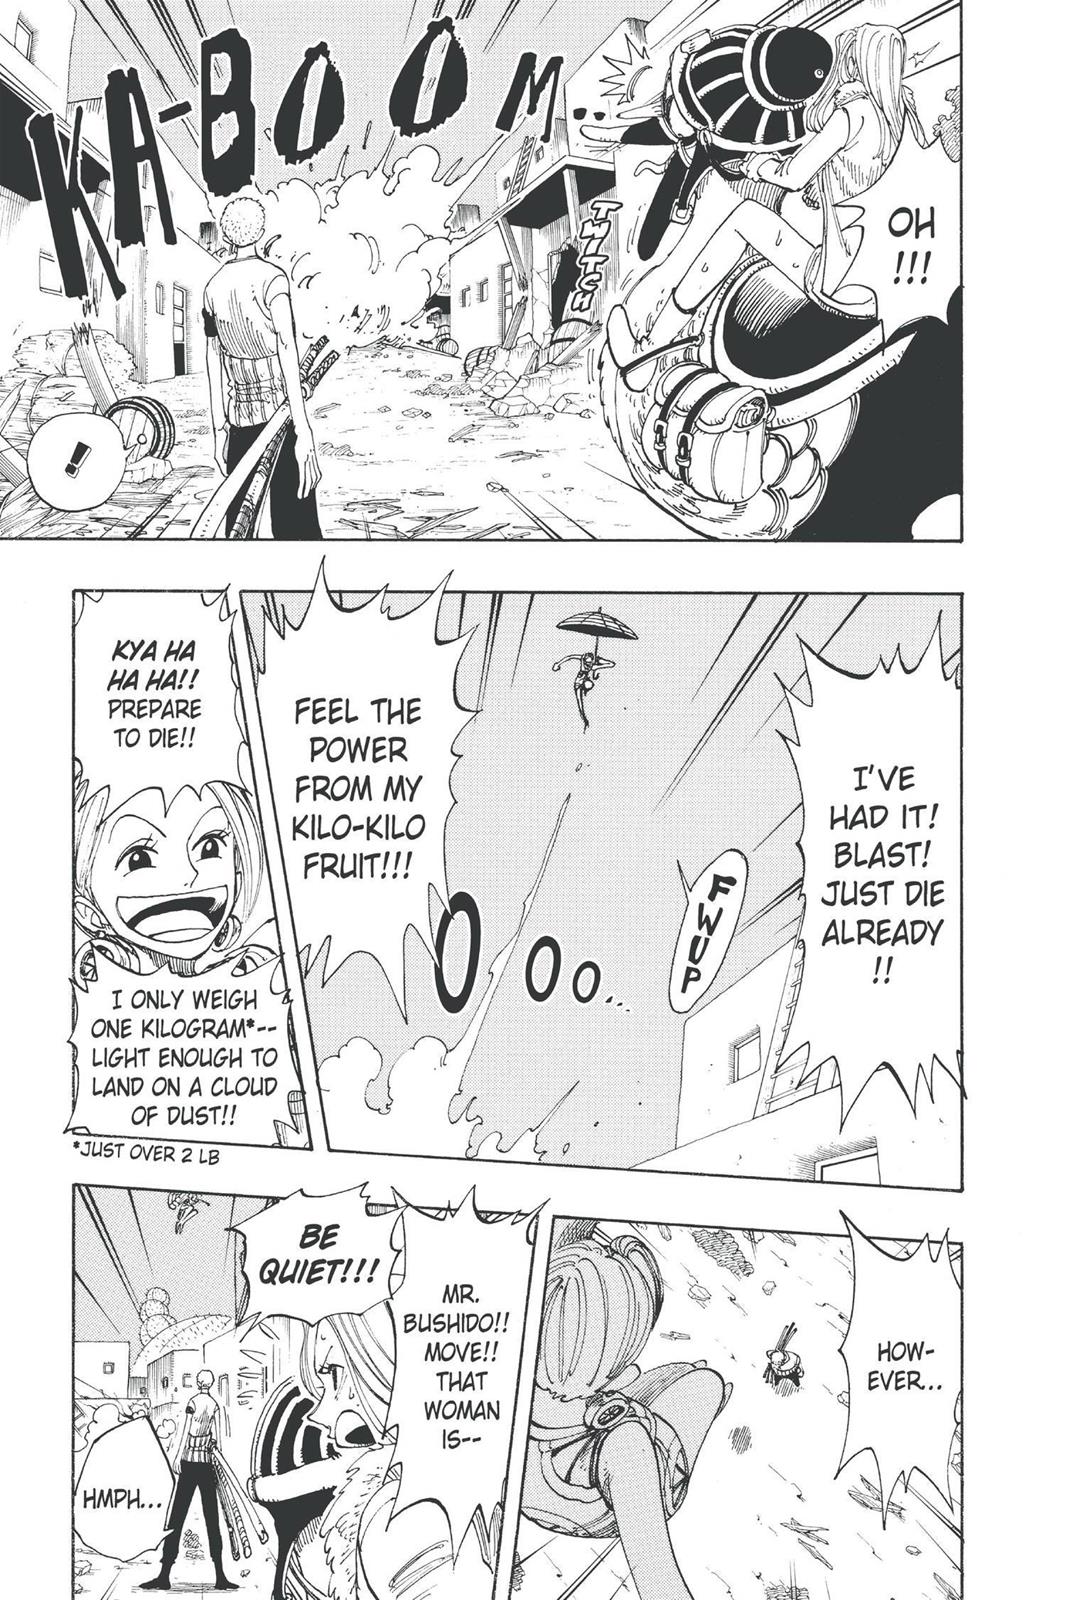 KA-BOOM
OH
!!!
TWITCH
!
I'VE
HAD IT!
BLAST!
JUST DIE
ALREADY
!!
FWUP
OOO...
FEEL THE
POWER
FROM MY
KILO-KILO
FRUIT!!!
KYA HA
HA HA!!
PREPARE
TO DIE!!
I ONLY WEIGH
ONE KILOGRAM*--
LIGHT ENOUGH TO
LAND ON A CLOUD
OF DUST!!
*JUST OVER 2 LB
HOW-
EVER...
MR.
BUSHIDO!!
MOVE!!
THAT
WOMAN
IS--
BE
QUIET!!!
HMPH...